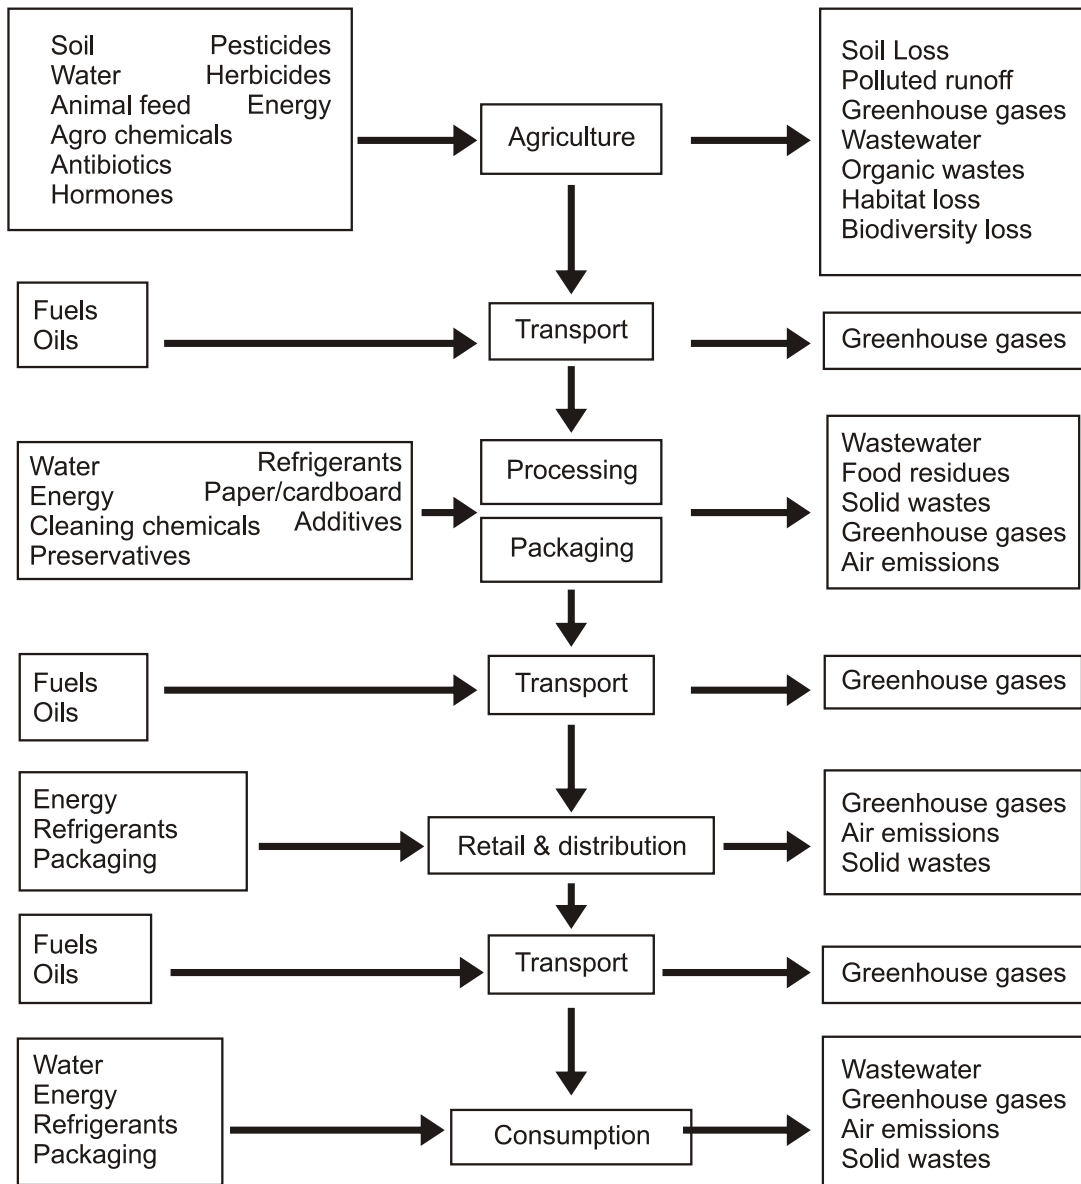 Soil Pesticides
Water Herbicides
Animal feed Energy
Agro chemicals
Antibiotics
Hormones
Agriculture
Soil Loss
Polluted runoff
Greenhouse gases
Wastewater
Organic wastes
Habitat loss
Biodiversity loss
Fuels
Oils
Transport
Greenhouse gases
Water Refrigerants
Energy Paper/cardboard
Cleaning chemicals Additives
Preservatives
Processing
Packaging
Wastewater
Food residues
Solid wastes
Greenhouse gases
Air emissions
Fuels
Oils
Transport
Greenhouse gases
Energy
Refrigerants
Packaging
Retail & distribution
Greenhouse gases
Air emissions
Solid wastes
Fuels
Oils
Transport
Greenhouse gases
Water
Energy
Refrigerants
Packaging
Consumption
Wastewater
Greenhouse gases
Air emissions
Solid wastes